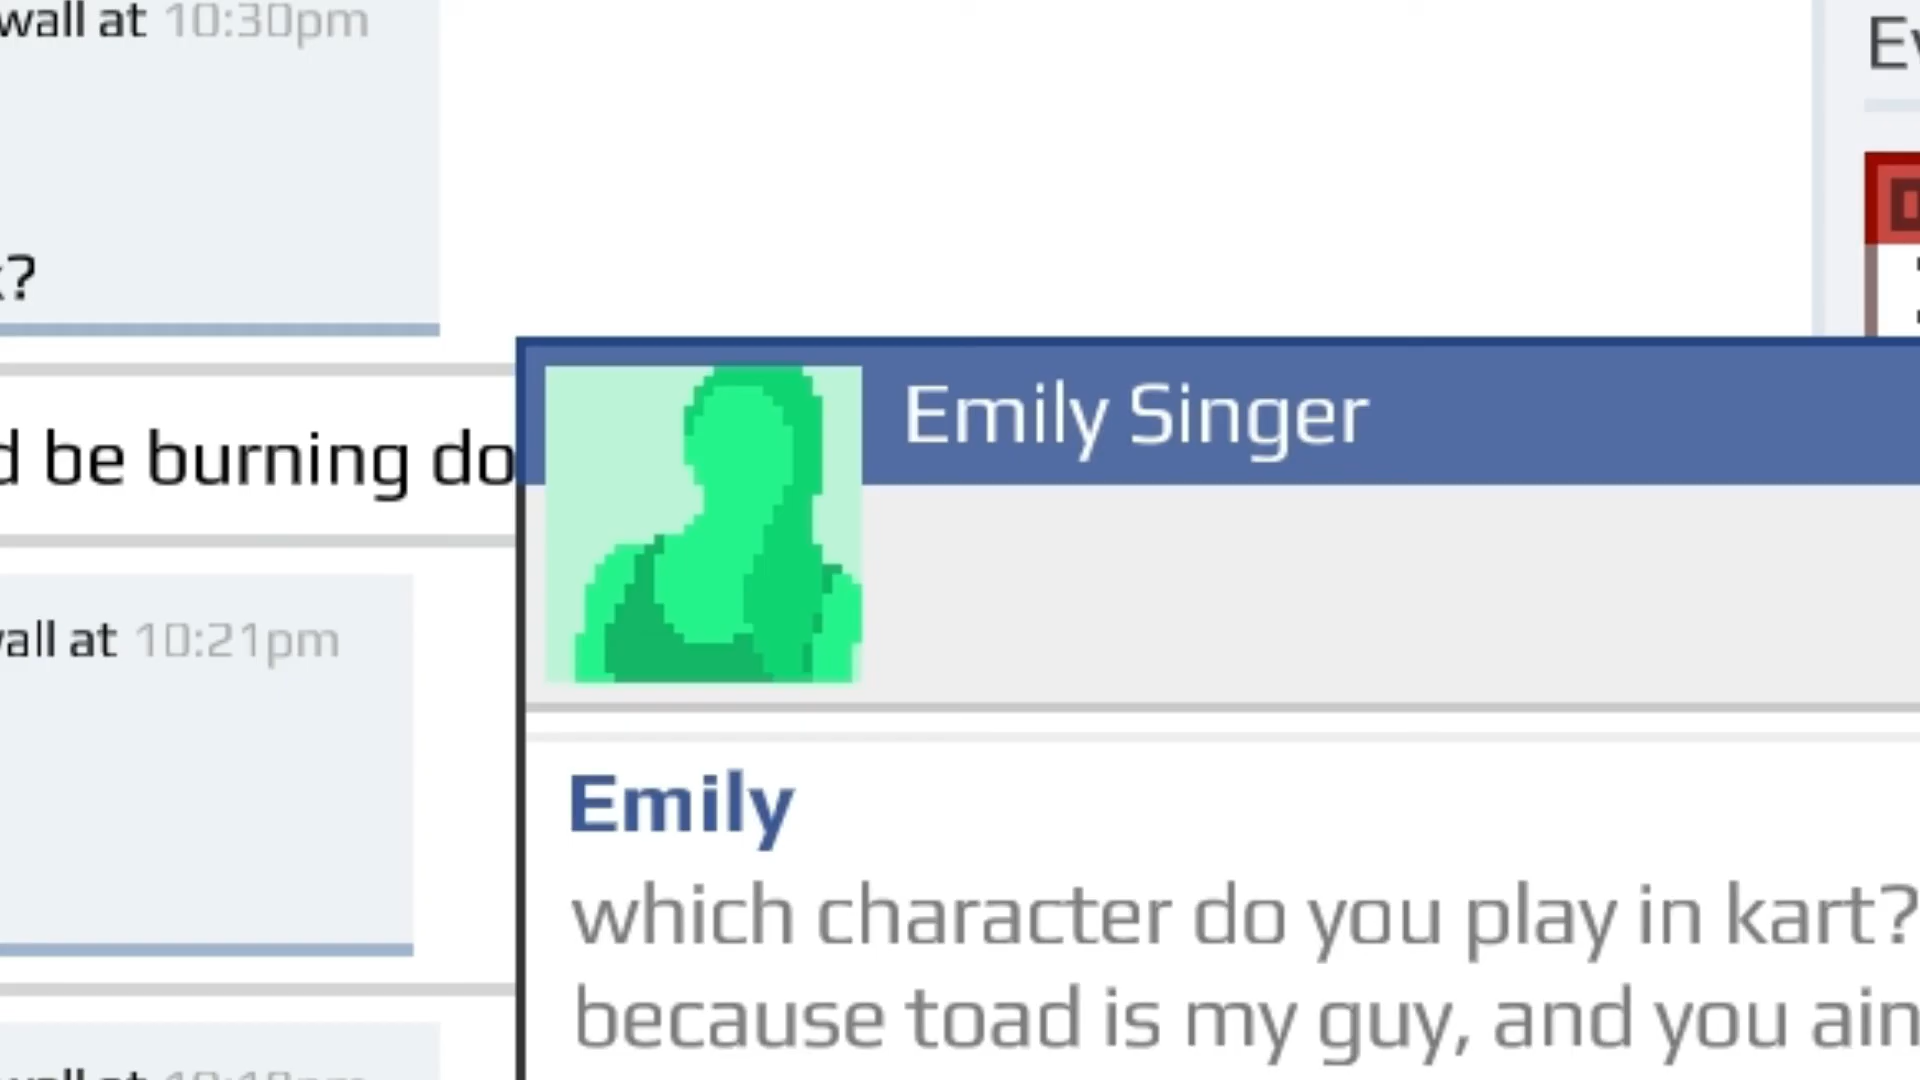 wall at 10:30pm
?
be burning do
all at 10:21pm
Emily Singer
Emily
which character do you play in kart?
because toad is my guy, and you ain